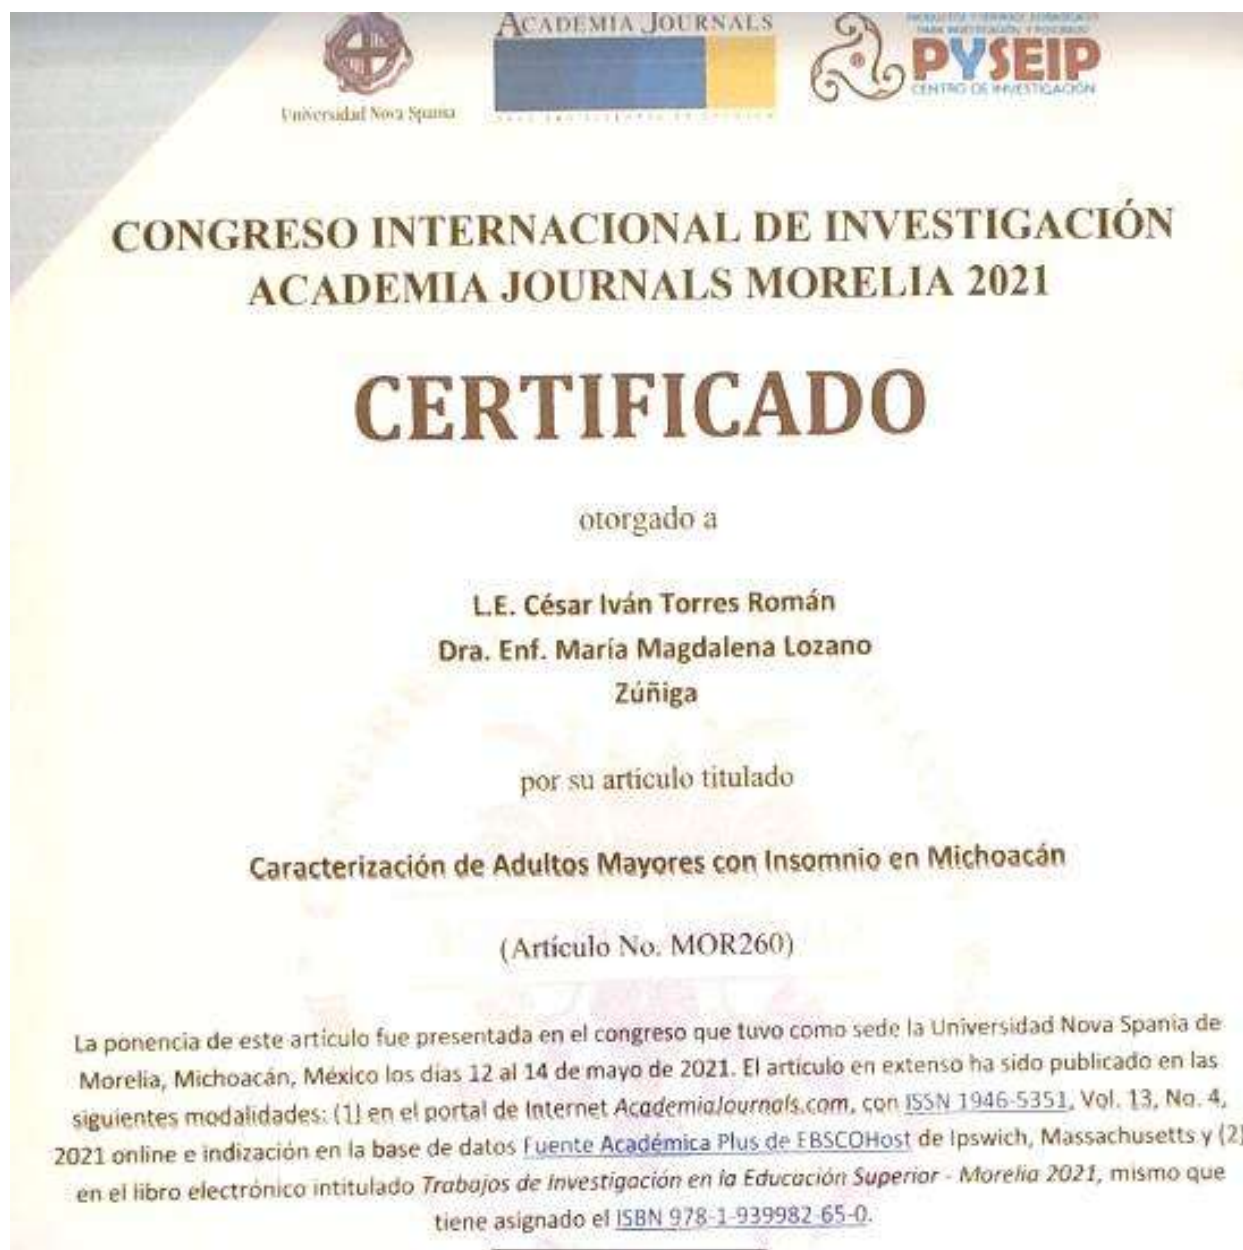 Universidad Nova Spania
ACADEMIA JOURNALS
PYSEIP
CENTRO DE INVESTIGACIÓN
CONGRESO INTERNACIONAL DE INVESTIGACIÓN
ACADEMIA JOURNALS MORELIA 2021
CERTIFICADO
otorgado a
L.E. César Iván Torres Román
Dra. Enf. María Magdalena Lozano
Zúñiga
por su artículo titulado
Caracterización de Adultos Mayores con Insomnio en Michoacán
(Artículo No. MOR260)
La ponencia de este artículo fue presentada en el congreso que tuvo como sede la Universidad Nova Spania de
Morelia, Michoacán, México los días 12 al 14 de mayo de 2021. El artículo en extenso ha sido publicado en las
siguientes modalidades: (1) en el portal de Internet AcademiaJournals.com, con ISSN 1946-5351, Vol. 13, No. 4,
2021 online e indización en la base de datos Fuente Académica Plus de EBSCOHost de Ipswich, Massachusetts y (2)
en el libro electrónico intitulado Trabajos de Investigación en la Educación Superior - Morelia 2021, mismo que
tiene asignado el ISBN 978-1-939982-65-0.